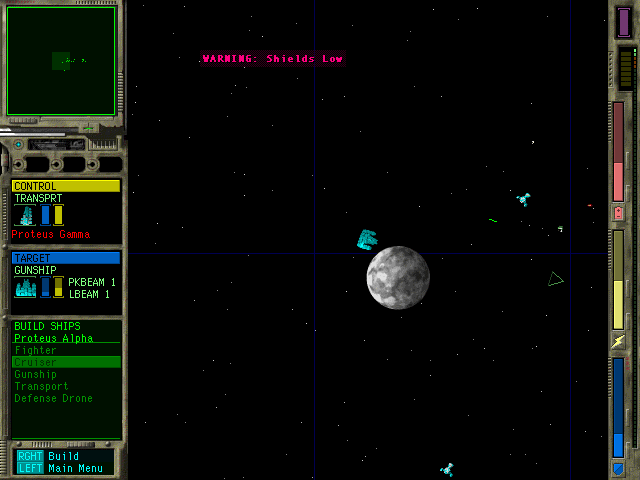 WARNING: Shields Low
CONTROL
TRANSPRT
Proteus Gamma
TARGET
GUNSHIP
PKBEAM 1
LBEAM 1
BUILD SHIPS
Proteus Alpha
Fighter
Cruiser
Gunship
Transport
Defense Drone
RGHT Build
LEFT Main Menu